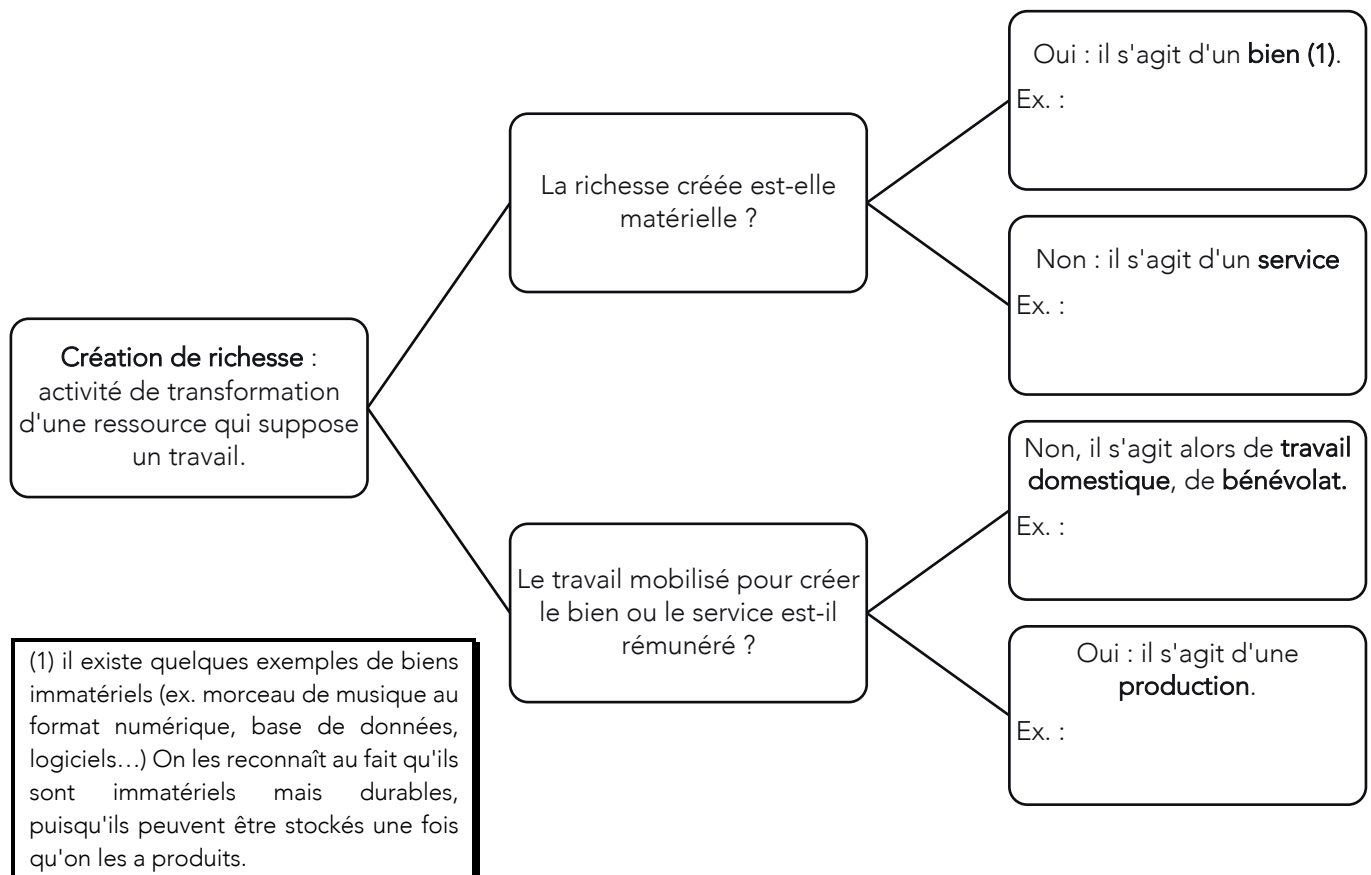 Création de richesse :
activité de transformation
d'une ressource qui suppose
un travail.
La richesse créée est-elle
matérielle ?
Oui : il s'agit d'un bien (1).
Ex. :
Non : il s'agit d'un service
Ex. :
Le travail mobilisé pour créer
le bien ou le service est-il
rémunéré ?
Non, il s'agit alors de travail
domestique, de bénévolat.
Ex. :
Oui : il s'agit d'une
production.
Ex. :
(1) il existe quelques exemples de biens
immatériels (ex. morceau de musique au
format numérique, base de données,
logiciels...) On les reconnaît au fait qu'ils
sont immatériels mais durables,
puisqu'ils peuvent être stockés une fois
qu'on les a produits.